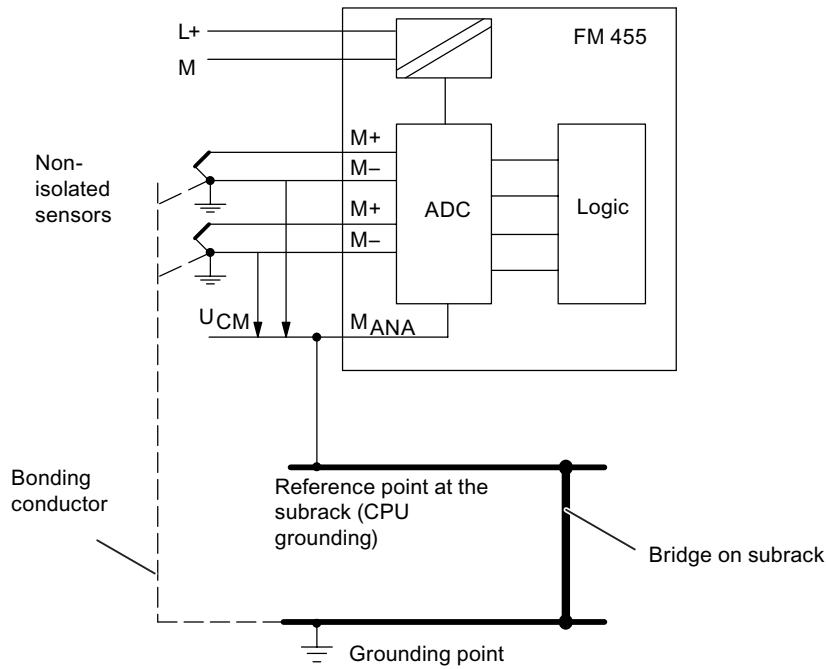 L+
FM 455
M
M+
Non-
isolated
sensors
M–
M+
ADC
Logic
M–
UCM
MANA
Bonding
conductor
Reference point at the
subrack (CPU
grounding)
Bridge on subrack
Grounding point